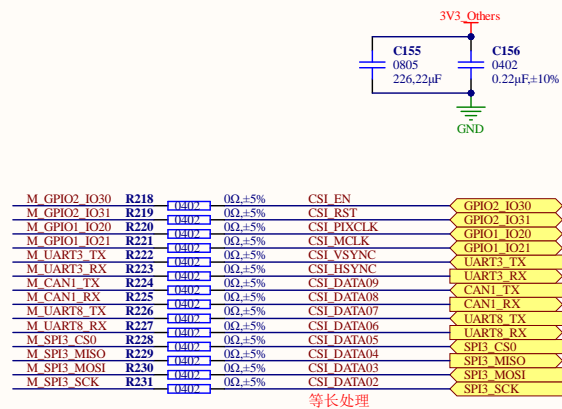 3V3_Others
C155 C156
0805 0402
226,22μF 0.22μF,±10%
GND
M_GPIO2_IO30 R218 0402 0Ω,±5% CSI_EN GPIO2_IO30
M_GPIO2_IO31 R219 0402 0Ω,±5% CSI_RST GPIO2_IO31
M_GPIO1_IO20 R220 0402 0Ω,±5% CSI_PIXCLK GPIO1_IO20
M_GPIO1_IO21 R221 0402 0Ω,±5% CSI_MCLK GPIO1_IO21
M_UART3_TX R222 0402 0Ω,±5% CSI_VSYNC UART3_TX
M_UART3_RX R223 0402 0Ω,±5% CSI_HSYNC UART3_RX
M_CAN1_TX R224 0402 0Ω,±5% CSI_DATA09 CAN1_TX
M_CAN1_RX R225 0402 0Ω,±5% CSI_DATA08 CAN1_RX
M_UART8_TX R226 0402 0Ω,±5% CSI_DATA07 UART8_TX
M_UART8_RX R227 0402 0Ω,±5% CSI_DATA06 UART8_RX
M_SPI3_CS0 R228 0402 0Ω,±5% CSI_DATA05 SPI3_CS0
M_SPI3_MISO R229 0402 0Ω,±5% CSI_DATA04 SPI3_MISO
M_SPI3_MOSI R230 0402 0Ω,±5% CSI_DATA03 SPI3_MOSI
M_SPI3_SCK R231 0402 0Ω,±5% CSI_DATA02 SPI3_SCK
等长处理